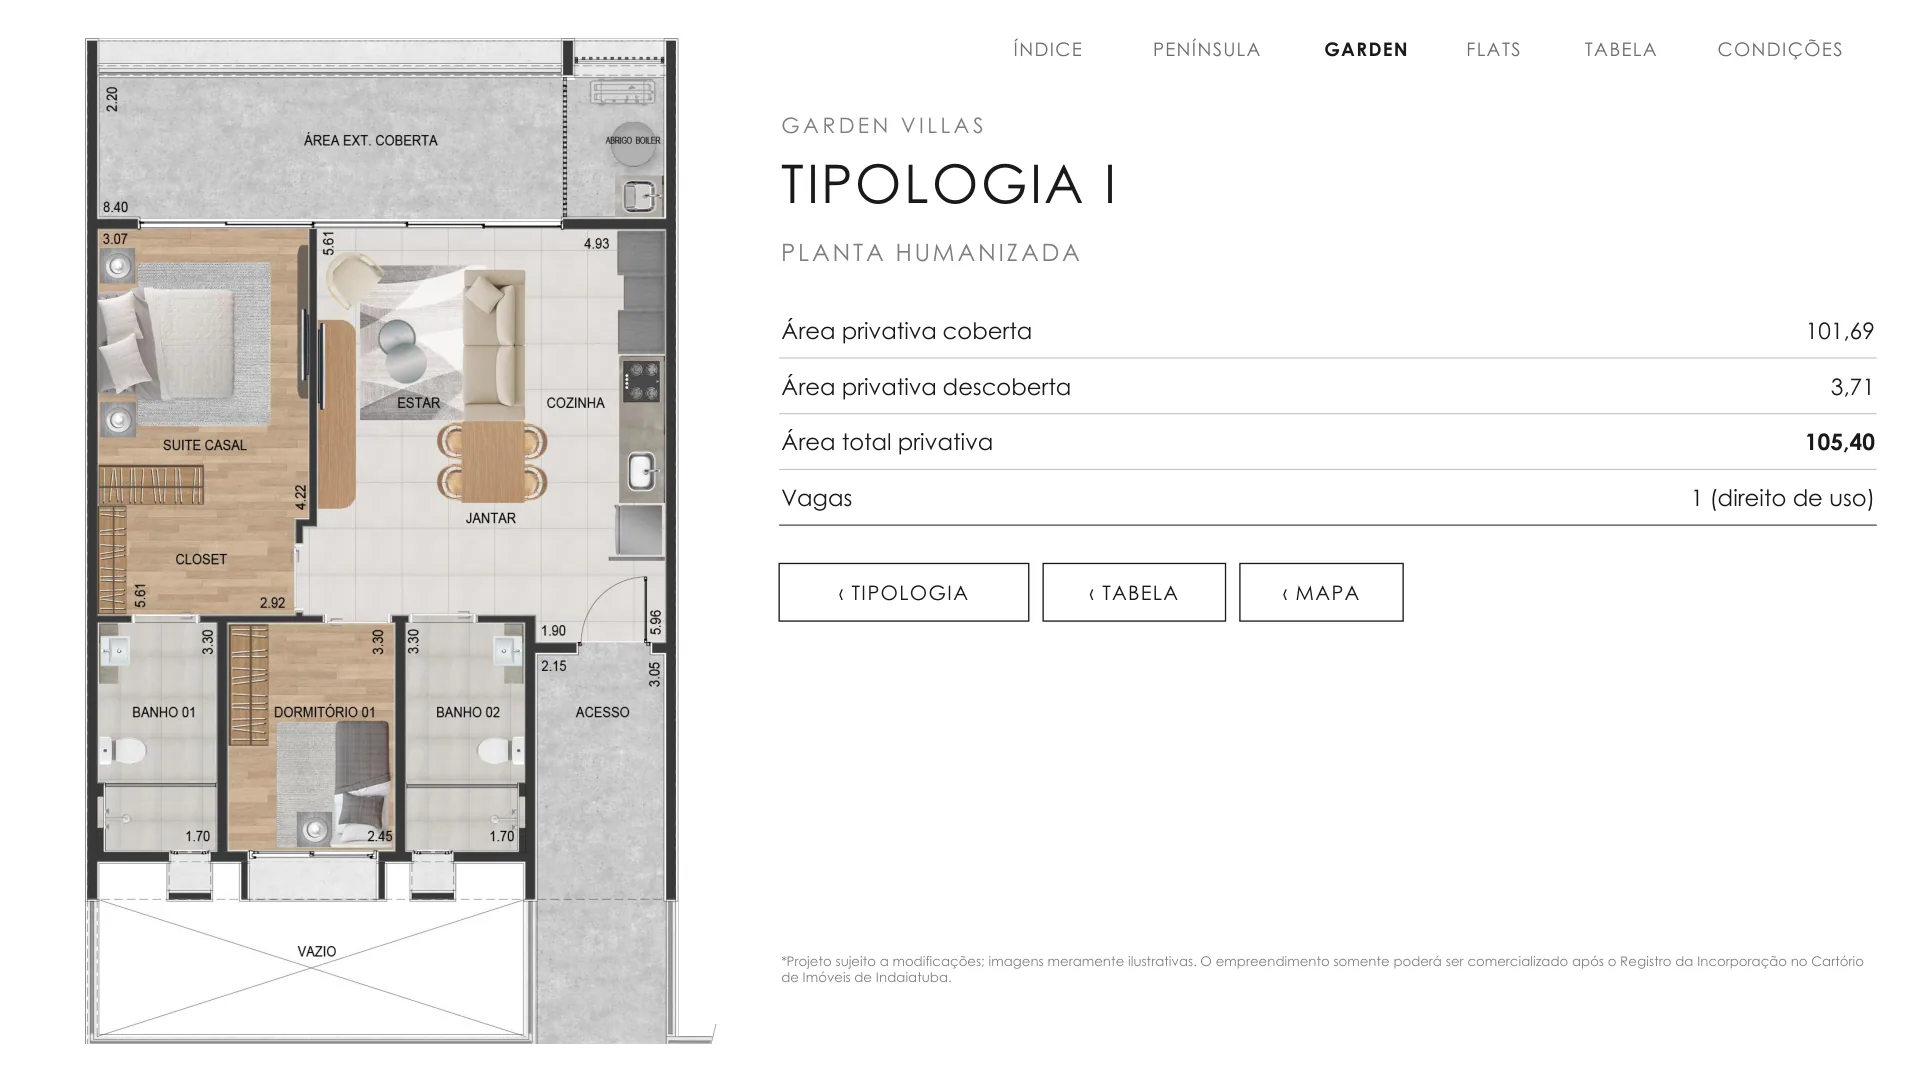 ÍNDICE PENÍNSULA GARDEN FLATS TABELA CONDIÇÕES
GARDEN VILLAS
TIPOLOGIA I
PLANTA HUMANIZADA
Área privativa coberta 101,69
Área privativa descoberta 3,71
Área total privativa 105,40
Vagas 1 (direito de uso)
‹ TIPOLOGIA ‹ TABELA ‹ MAPA
*Projeto sujeito a modificações; imagens meramente ilustrativas. O empreendimento somente poderá ser comercializado após o Registro da Incorporação no Cartório
de Imóveis de Indaiatuba.
2.20
ÁREA EXT. COBERTA
ABRIGO BOILER
8.40
3.07
5.61
4.93
ESTAR
COZINHA
SUITE CASAL
4.22
JANTAR
CLOSET
5.61
2.92
1.90
5.96
3.30
3.30
3.30
2.15
3.05
BANHO 01
DORMITÓRIO 01
BANHO 02
ACESSO
1.70
2.45
1.70
VAZIO